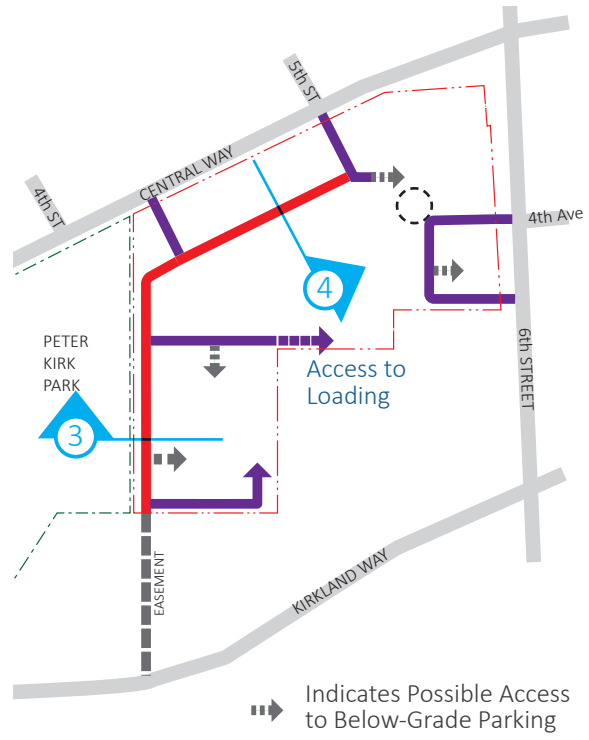 5th ST
CENTRAL WAY
4th ST
4th Ave
4
PETER
KIRK
PARK
Access to
Loading
6th STREET
3
EASEMENT
KIRKLAND WAY
Indicates Possible Access
to Below-Grade Parking